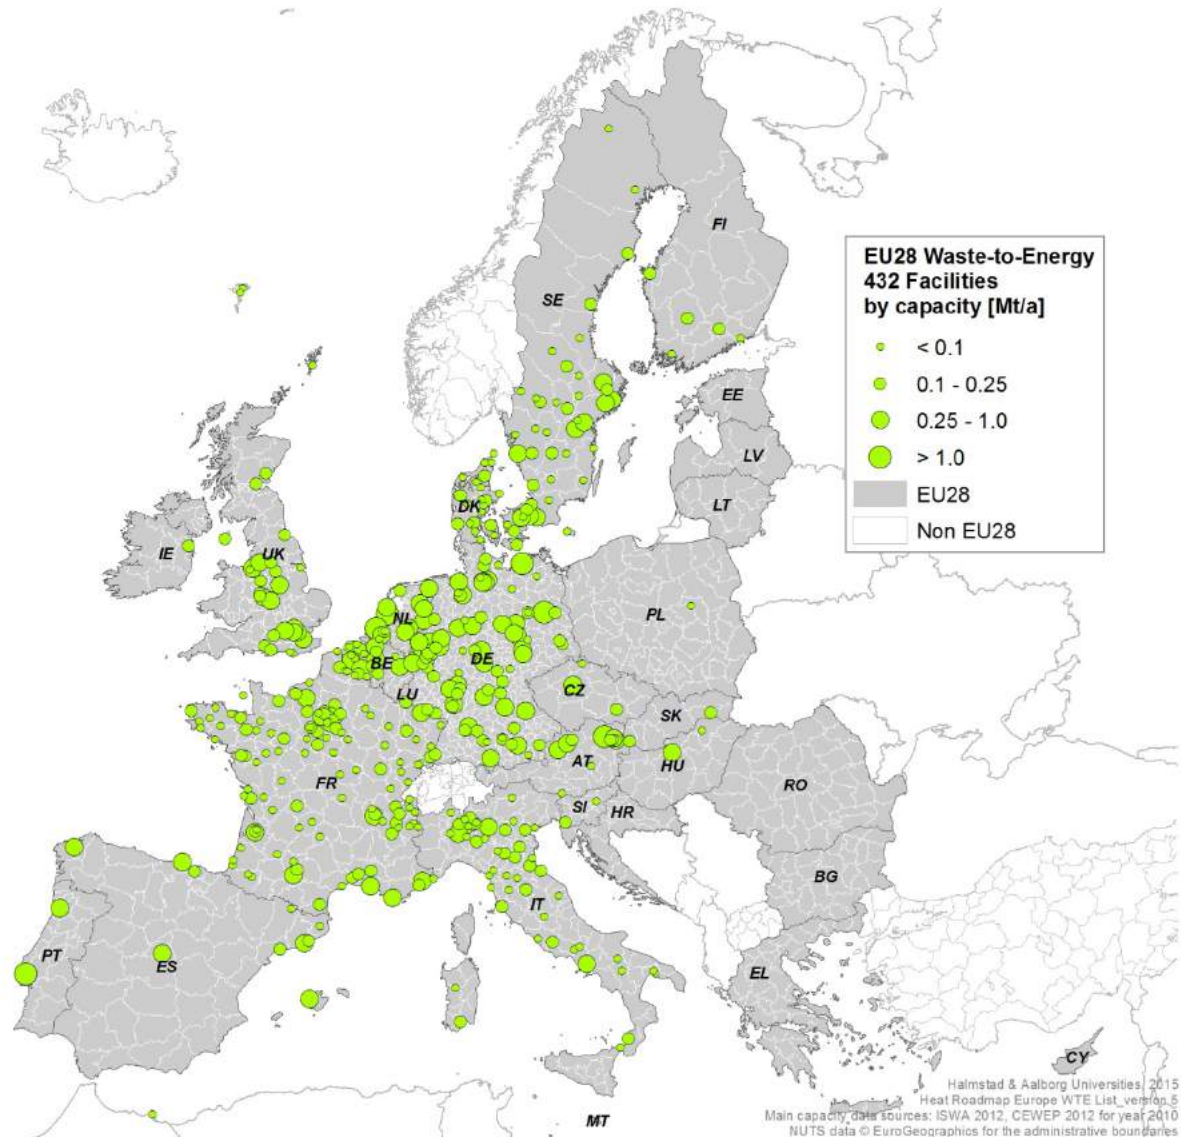 FI
SE
EU28 Waste-to-Energy
432 Facilities
by capacity [Mt/a]
< 0.1
0.1 - 0.25
0.25 - 1.0
> 1.0
EU28
Non EU28
EE
LV
LT
DK
IE
UK
NL
PL
BE
DE
LU
CZ
SK
AT
HU
FR
SI
HR
RO
BG
IT
PT
ES
EL
CY
MT
Halmstad & Aalborg Universities, 2015
Heat Roadmap Europe WTE List_version 5
Main capacity data sources: ISWA 2012, CEWEP 2012 for year 2010
NUTS data © EuroGeographics for the administrative boundaries